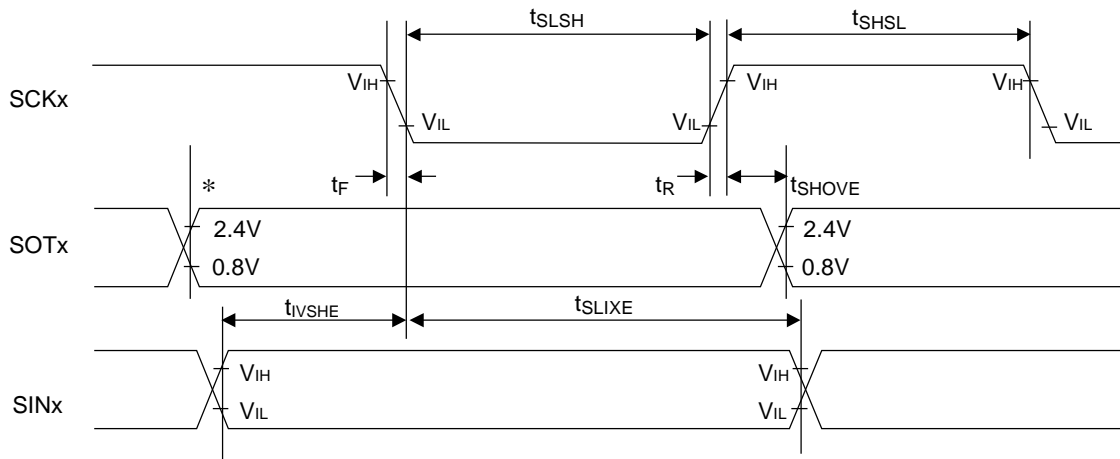 tSLSH tSHSL
SCKx VIH VIL VIL VIH VIH VIL
tF tR tSHOVE
*
SOTx 2.4V 0.8V 2.4V 0.8V
tIVSHE tSLIXE
SINx VIH VIL VIH VIL